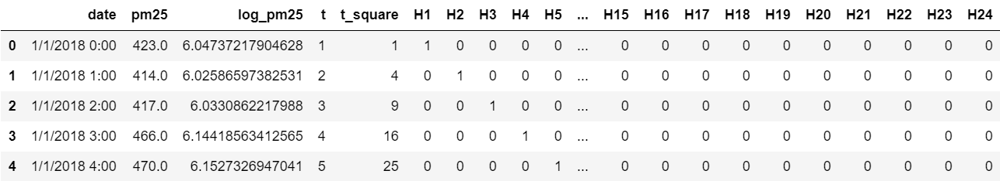 date pm25 log_pm25 t t_square H1 H2 H3 H4 H5 ... H15 H16 H17 H18 H19 H20 H21 H22 H23 H24
0 1/1/2018 0:00 423.0 6.04737217904628 1 1 1 0 0 0 0 ... 0 0 0 0 0 0 0 0 0 0
1 1/1/2018 1:00 414.0 6.02586597382531 2 4 0 1 0 0 0 ... 0 0 0 0 0 0 0 0 0 0
2 1/1/2018 2:00 417.0 6.0330862217988 3 9 0 0 1 0 0 ... 0 0 0 0 0 0 0 0 0 0
3 1/1/2018 3:00 466.0 6.14418563412565 4 16 0 0 0 1 0 ... 0 0 0 0 0 0 0 0 0 0
4 1/1/2018 4:00 470.0 6.1527326947041 5 25 0 0 0 0 1 ... 0 0 0 0 0 0 0 0 0 0